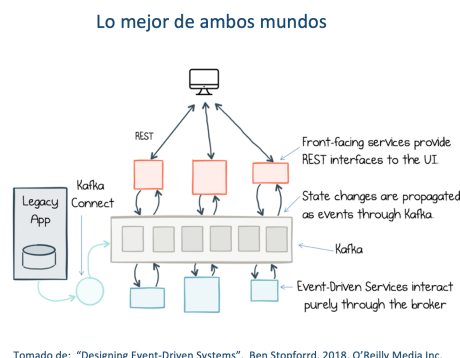 Lo mejor de ambos mundos
REST
Front-facing services provide
REST interfaces to the UI.
Kafka
Connect
Legacy
App
State changes are propagated
as events through Kafka.
Kafka
Event-Driven Services interact
purely through the broker
Tomado de: “Designing Event-Driven Systems”. Ben Stopforrd. 2018. O’Reilly Media Inc.